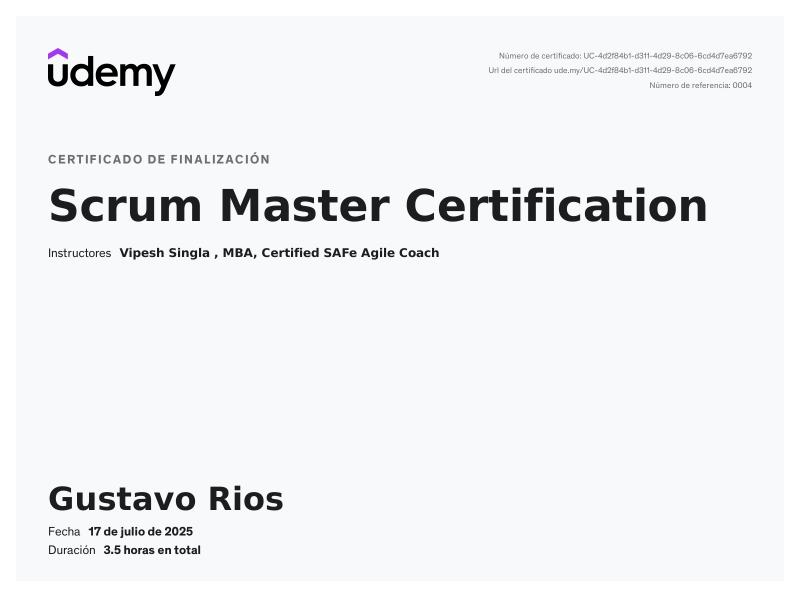 udemy
Número de certificado: UC-4d2f84b1-d311-4d29-8c06-6cd4d7ea6792
Url del certificado ude.my/UC-4d2f84b1-d311-4d29-8c06-6cd4d7ea6792
Número de referencia: 0004
CERTIFICADO DE FINALIZACIÓN
Scrum Master Certification
Instructores Vipesh Singla , MBA, Certified SAFe Agile Coach
Gustavo Rios
Fecha 17 de julio de 2025
Duración 3.5 horas en total